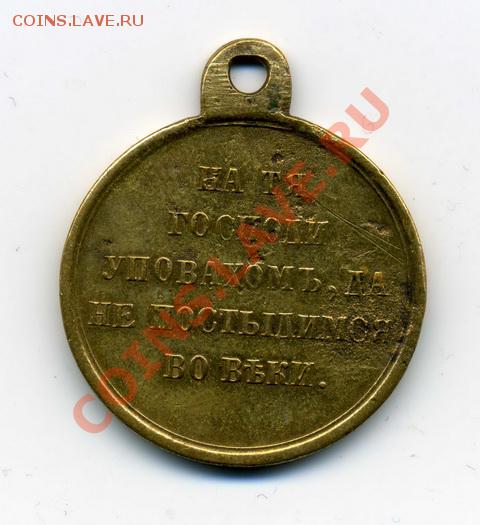 COINS.LAVE.RU
НА ТЯ
ГОСПОДИ
УПОВАХОМЪ, ДА
НЕ ПОСТЫДИМСЯ
ВО ВѢКИ.
COINS.LAVE.RU